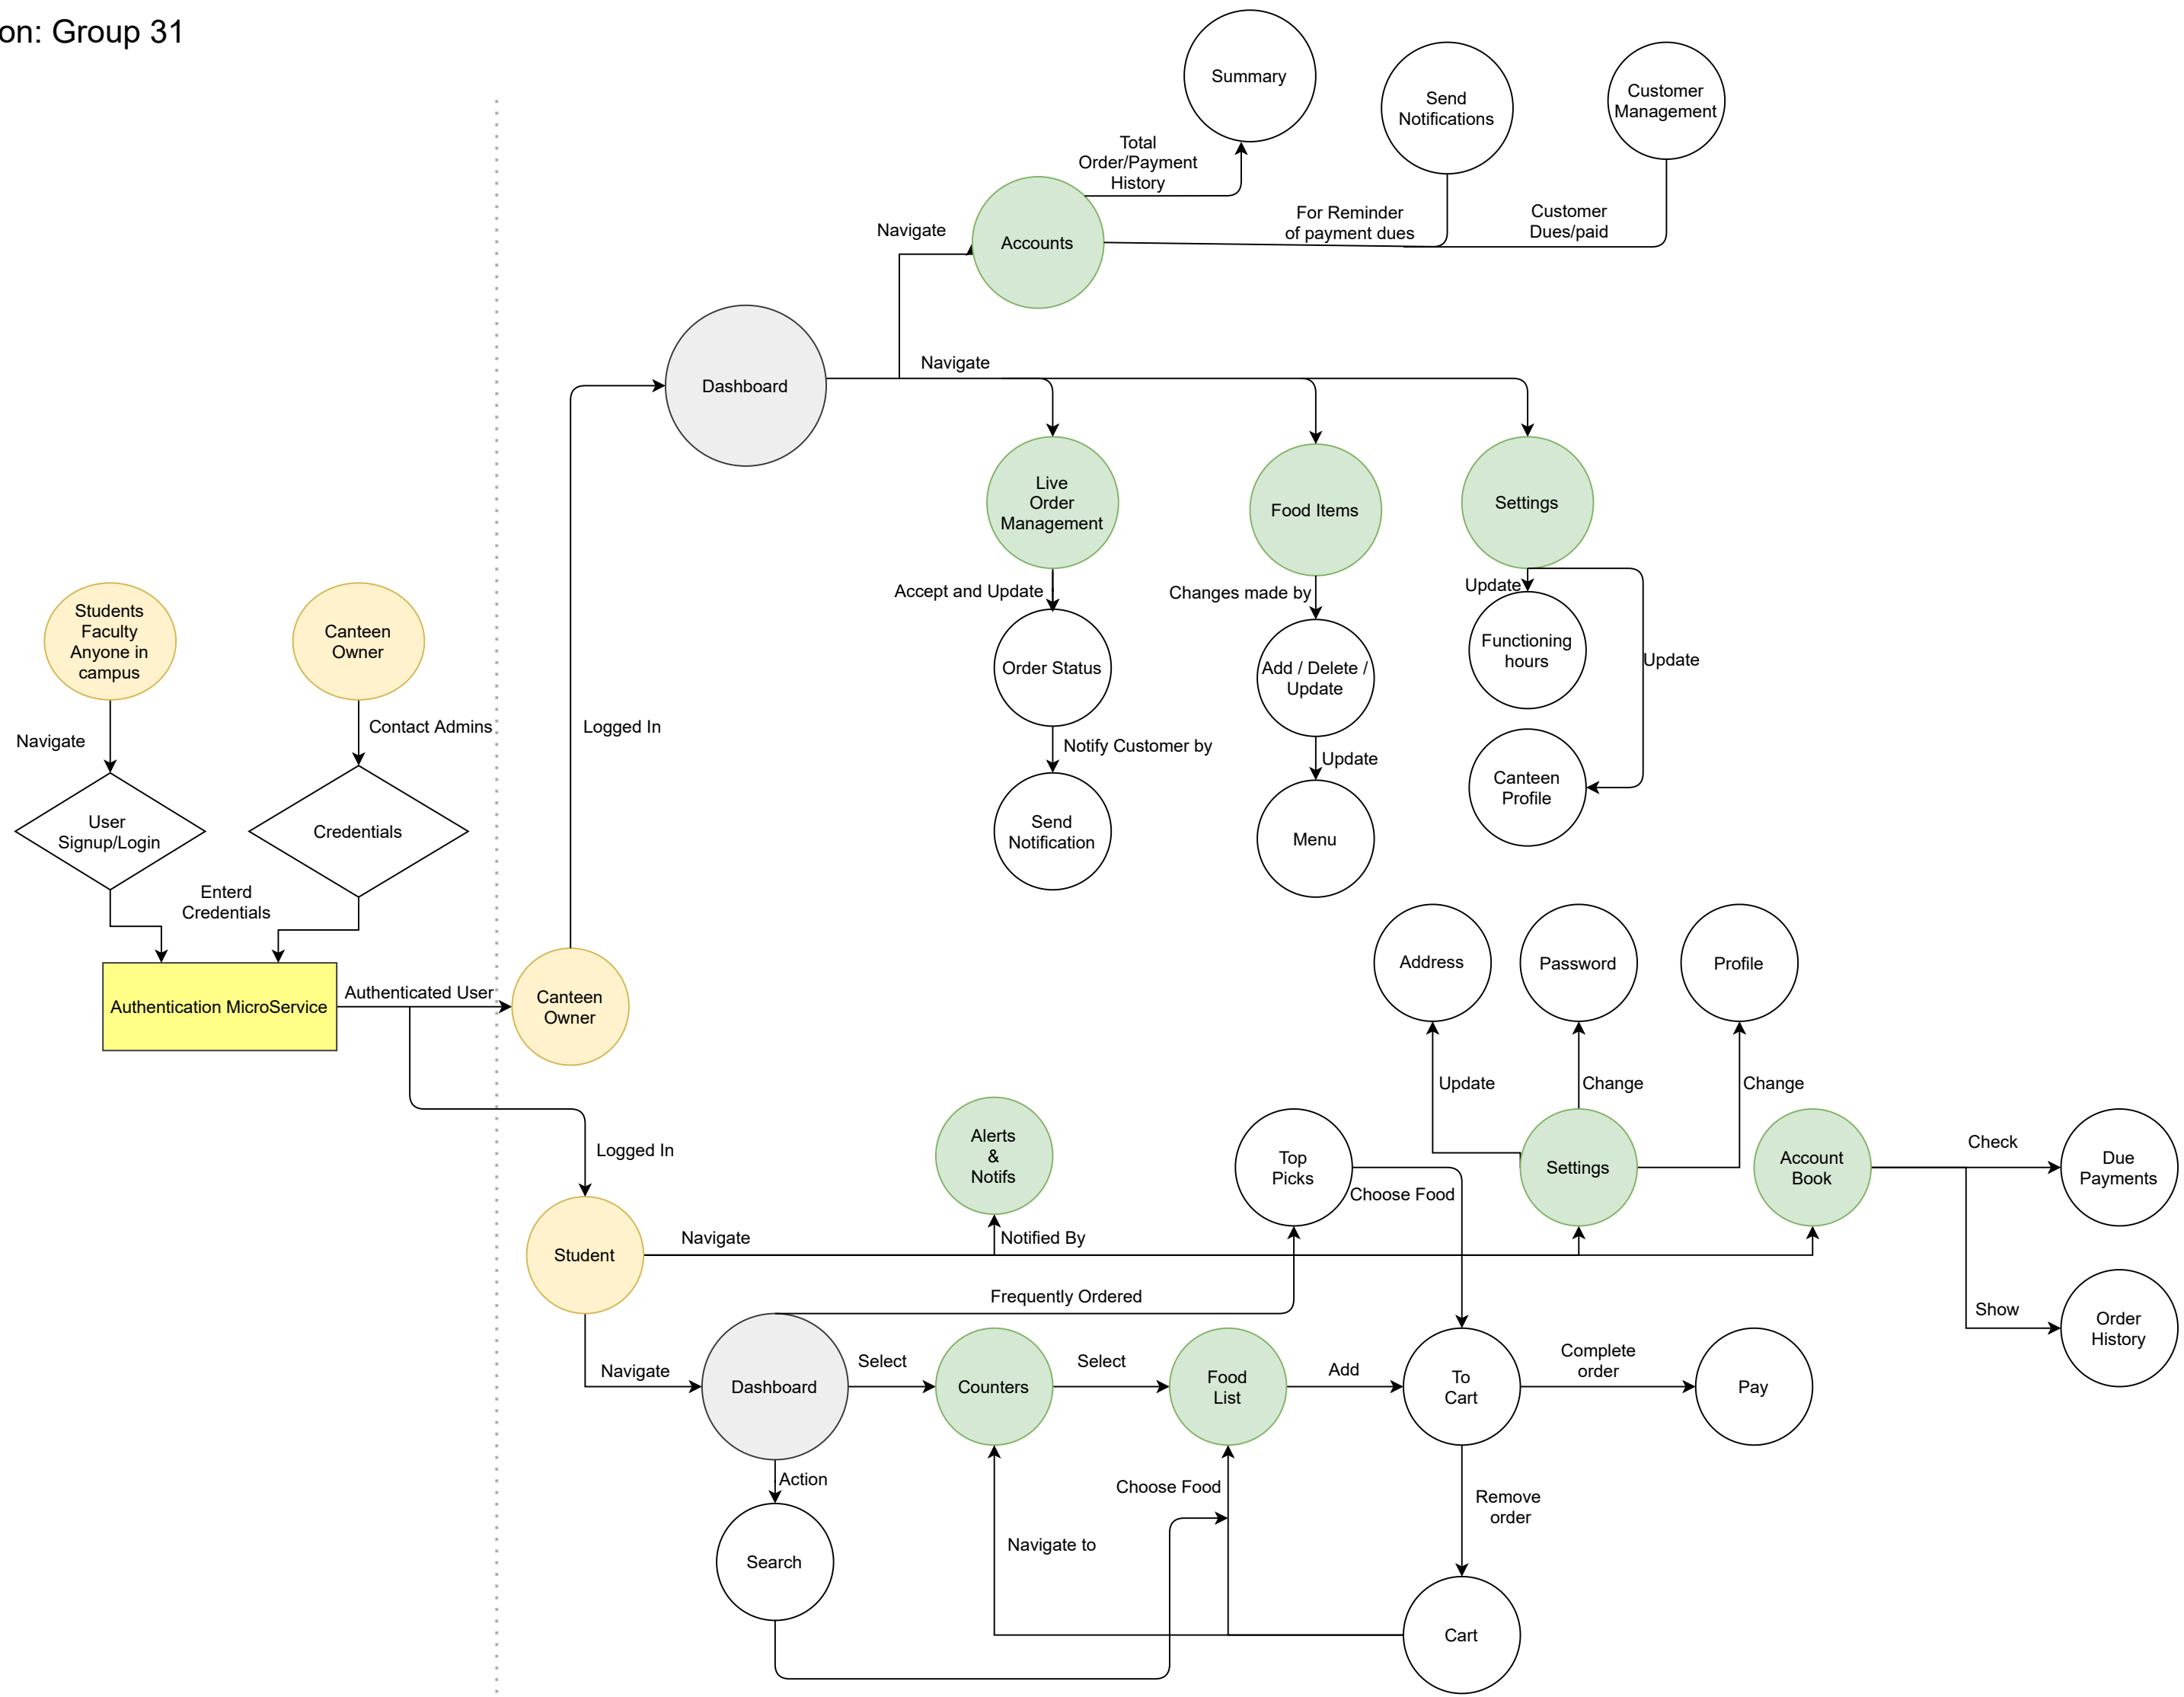 on: Group 31
Summary
Send
Notifications
Customer
Management
Total
Order/Payment
History
For Reminder
of payment dues
Customer
Dues/paid
Navigate
Accounts
Navigate
Dashboard
Live
Order
Management
Food Items
Settings
Accept and Update
Changes made by
Update
Order Status
Add / Delete /
Update
Functioning
hours
Update
Notify Customer by
Update
Send
Notification
Menu
Canteen
Profile
Students
Faculty
Anyone in
campus
Canteen
Owner
Navigate
Contact Admins
Logged In
User
Signup/Login
Credentials
Enterd
Credentials
Authentication MicroService
Authenticated User
Canteen
Owner
Address
Password
Profile
Update
Change
Change
Logged In
Alerts
&
Notifs
Top
Picks
Choose Food
Settings
Account
Book
Check
Due
Payments
Student
Navigate
Notified By
Frequently Ordered
Show
Order
History
Navigate
Dashboard
Select
Counters
Select
Food
List
Add
To
Cart
Complete
order
Pay
Action
Choose Food
Remove
order
Search
Navigate to
Cart